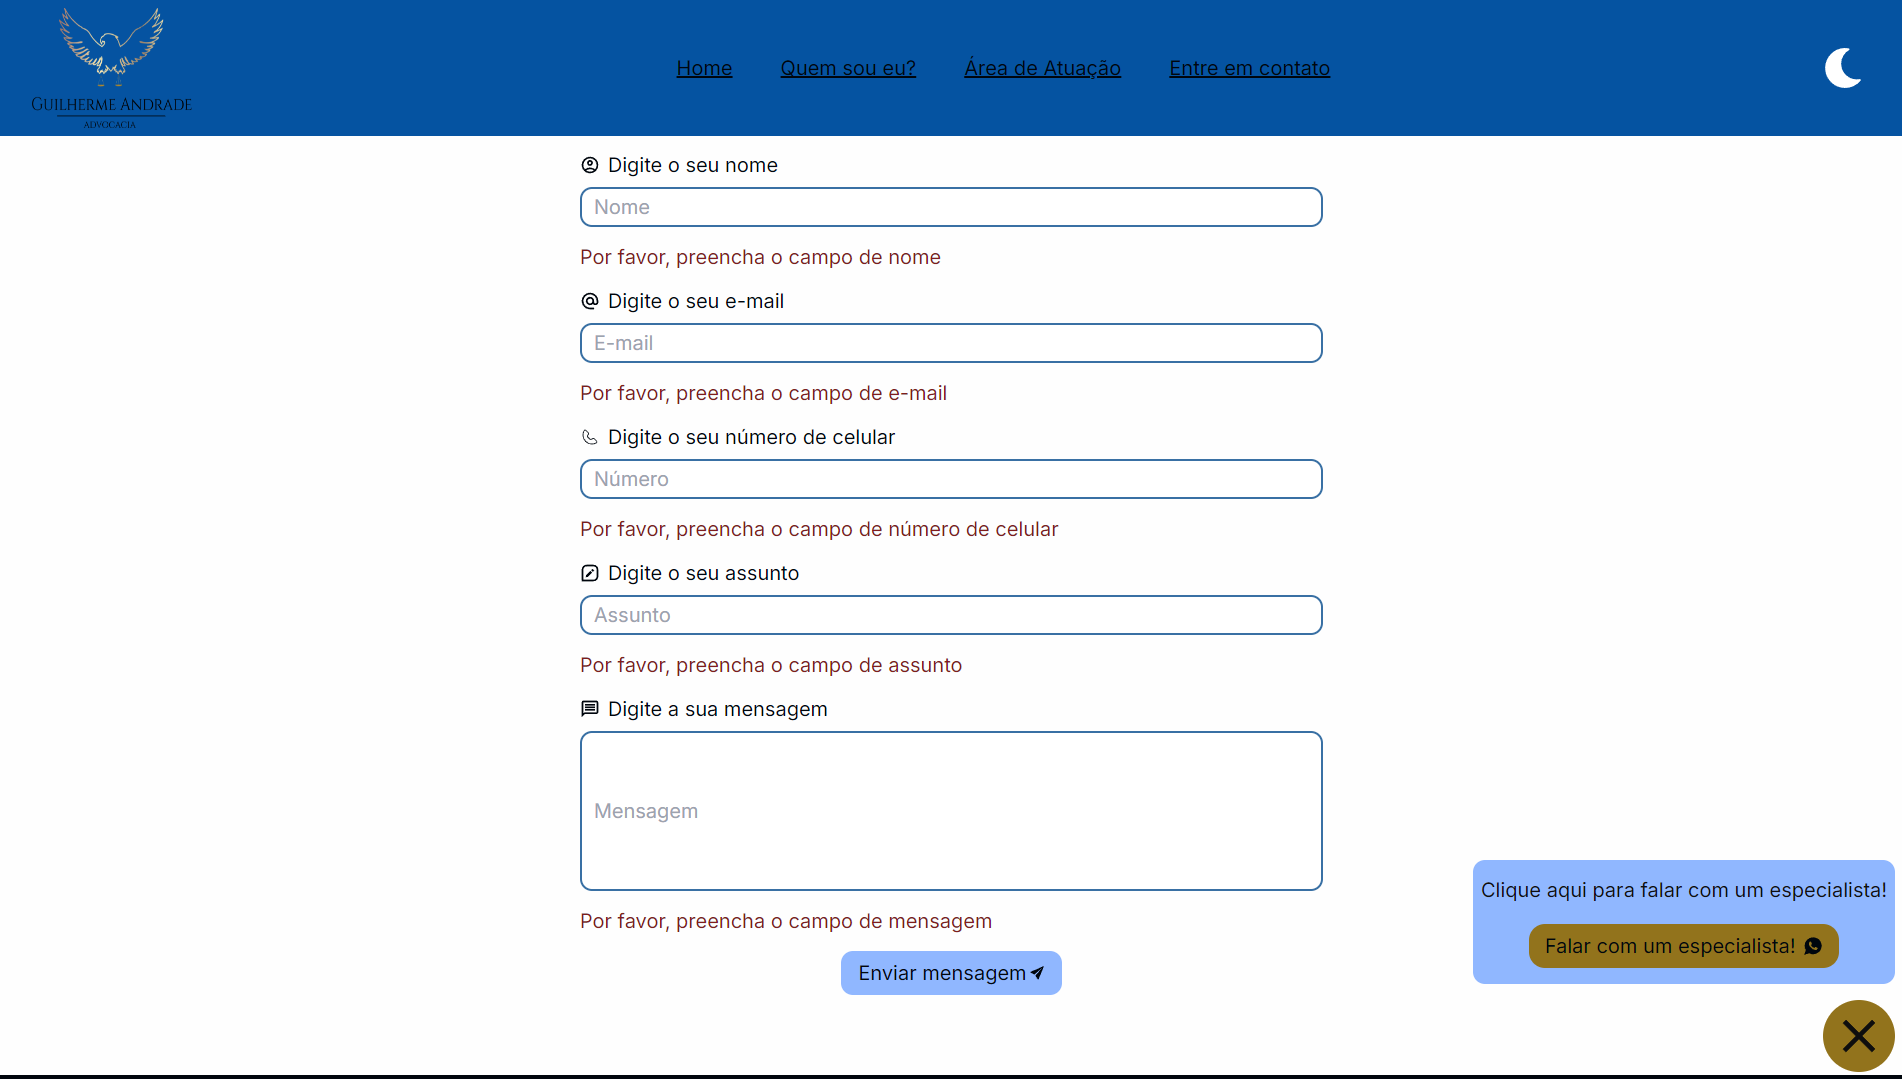 GUILHERME ANDRADE
ADVOCACIA
Home
Quem sou eu?
Área de Atuação
Entre em contato
Digite o seu nome
Nome
Por favor, preencha o campo de nome
Digite o seu e-mail
E-mail
Por favor, preencha o campo de e-mail
Digite o seu número de celular
Número
Por favor, preencha o campo de número de celular
Digite o seu assunto
Assunto
Por favor, preencha o campo de assunto
Digite a sua mensagem
Mensagem
Por favor, preencha o campo de mensagem
Enviar mensagem
Clique aqui para falar com um especialista!
Falar com um especialista!